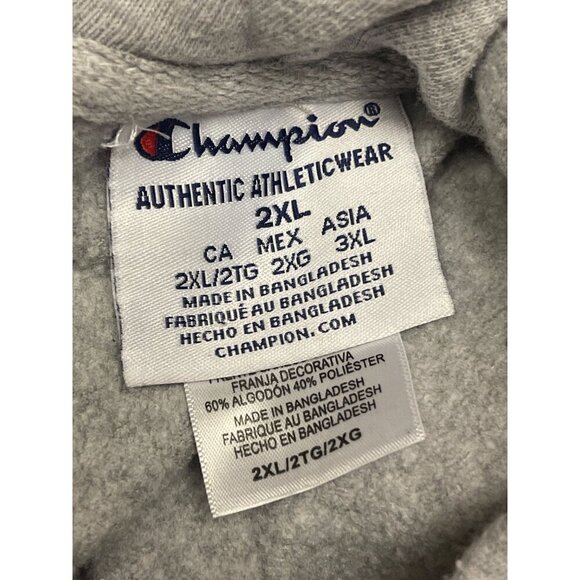 Champion®
AUTHENTIC ATHLETICWEAR
2XL
CA MEX ASIA
2XL/2TG 2XG 3XL
MADE IN BANGLADESH
FABRIQUÉ AU BANGLADESH
HECHO EN BANGLADESH
CHAMPION.COM
FRANJA DECORATIVA
60% ALGODÓN 40% POLIÉSTER
MADE IN BANGLADESH
FABRIQUE AU BANGLADESH
HECHO EN BANGLADESH
2XL/2TG/2XG